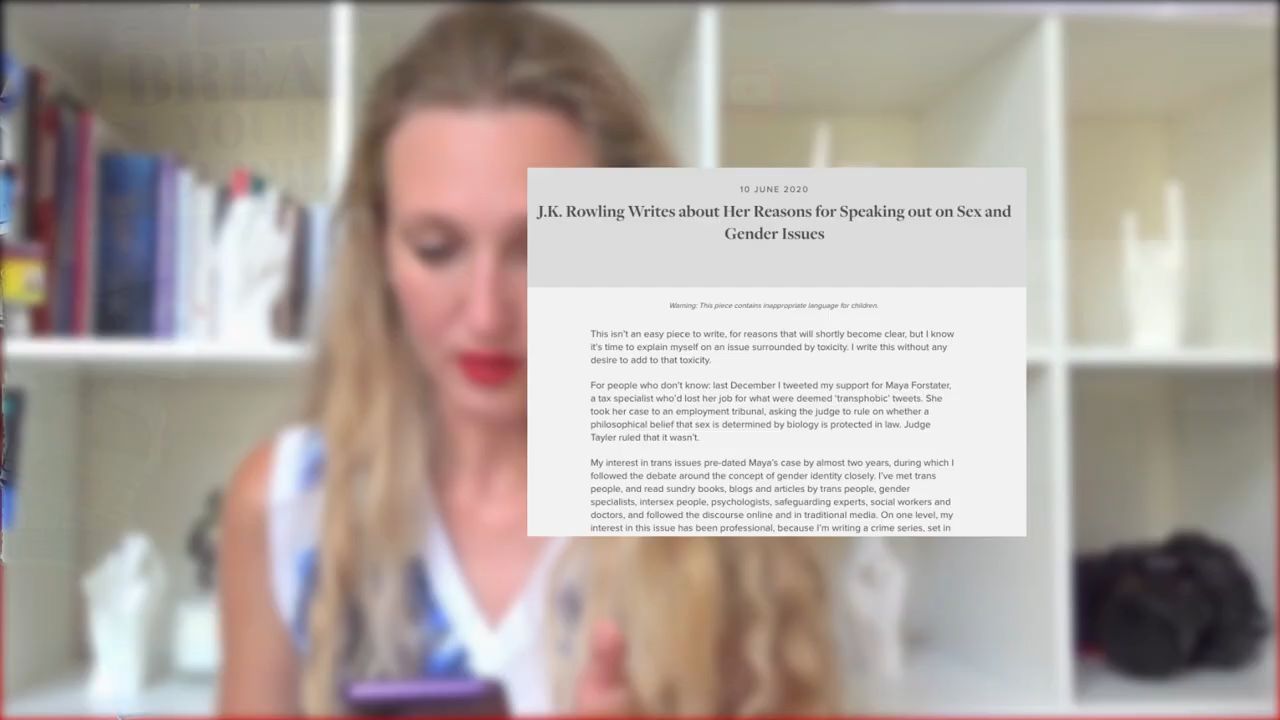 10 JUNE 2020
J.K. Rowling Writes about Her Reasons for Speaking out on Sex and
Gender Issues
Warning: This piece contains inappropriate language for children.
This isn't an easy piece to write, for reasons that will shortly become clear, but I know
it's time to explain myself on an issue surrounded by toxicity. I write this without any
desire to add to that toxicity.
For people who don't know: last December I tweeted my support for Maya Forstater,
a tax specialist who'd lost her job for what were deemed 'transphobic' tweets. She
took her case to an employment tribunal, asking the judge to rule on whether a
philosophical belief that sex is determined by biology is protected in law. Judge
Tayler ruled that it wasn't.
My interest in trans issues pre-dated Maya's case by almost two years, during which I
followed the debate around the concept of gender identity closely. I've met trans
people, and read sundry books, blogs and articles by trans people, gender
specialists, intersex people, psychologists, safeguarding experts, social workers and
doctors, and followed the discourse online and in traditional media. On one level, my
interest in this issue has been professional, because I'm writing a crime series, set in